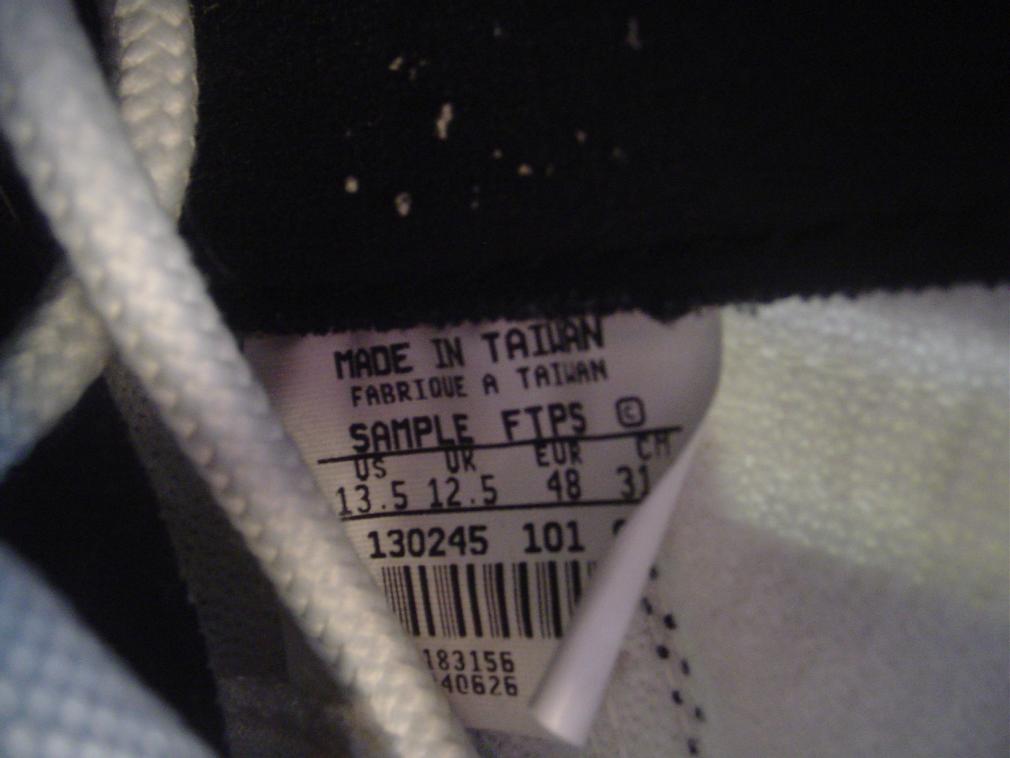 MADE IN TAIWAN
FABRIQUE A TAIWAN
SAMPLE FTPS ©
US UK EUR CM
13.5 12.5 48 31
130245 101
183156
40626